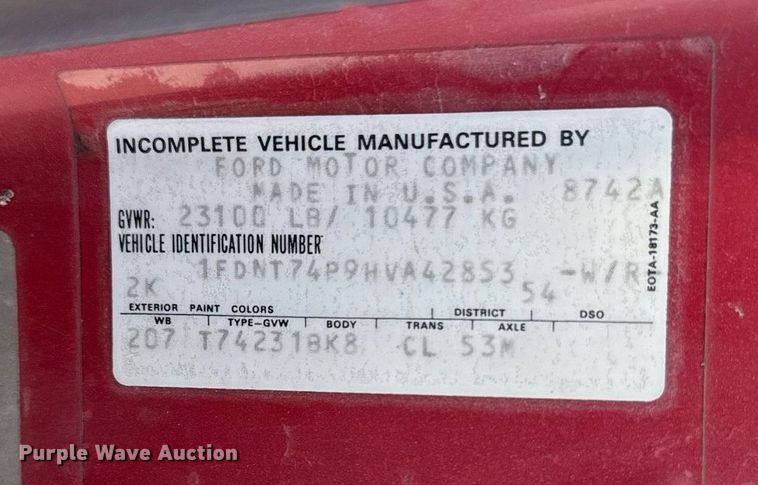 INCOMPLETE VEHICLE MANUFACTURED BY
FORD MOTOR COMPANY
MADE IN U.S.A. 8742A
GVWR: 23100 LB/ 10477 KG
VEHICLE IDENTIFICATION NUMBER
1FDNT74P9HVA42853 -W/R-
2K 54
EXTERIOR PAINT COLORS DISTRICT DSO
WB TYPE-GVW BODY TRANS AXLE
207 T74231BK8 CL 53M
EOTA-18173-AA
Purple Wave Auction